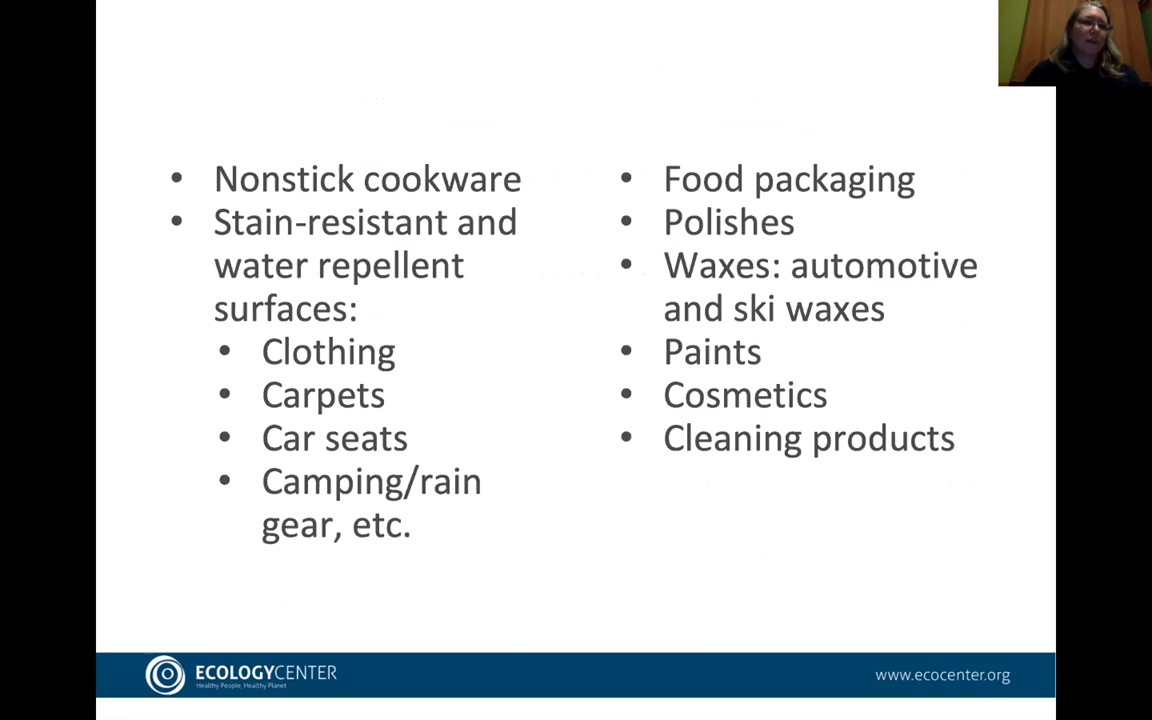 • Nonstick cookware
• Stain-resistant and
water repellent
surfaces:
• Clothing
• Carpets
• Car seats
• Camping/rain
gear, etc.
• Food packaging
• Polishes
• Waxes: automotive
and ski waxes
• Paints
• Cosmetics
• Cleaning products
ECOLOGYCENTER
Healthy People, Healthy Planet
www.ecocenter.org